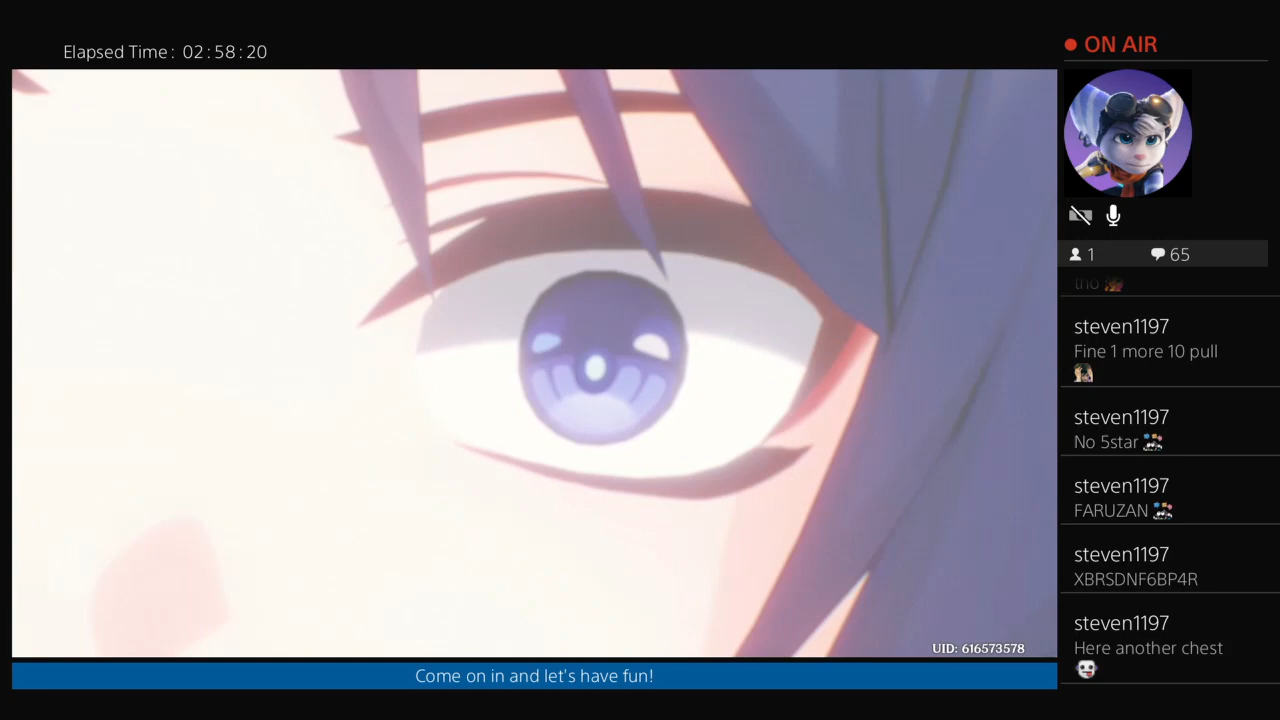 Elapsed Time: 02:58:20
ON AIR
1
65
tho
steven1197
Fine 1 more 10 pull
steven1197
No 5star
steven1197
FARUZAN
steven1197
XBRSDNF6BP4R
steven1197
Here another chest
UID: 616573578
Come on in and let's have fun!